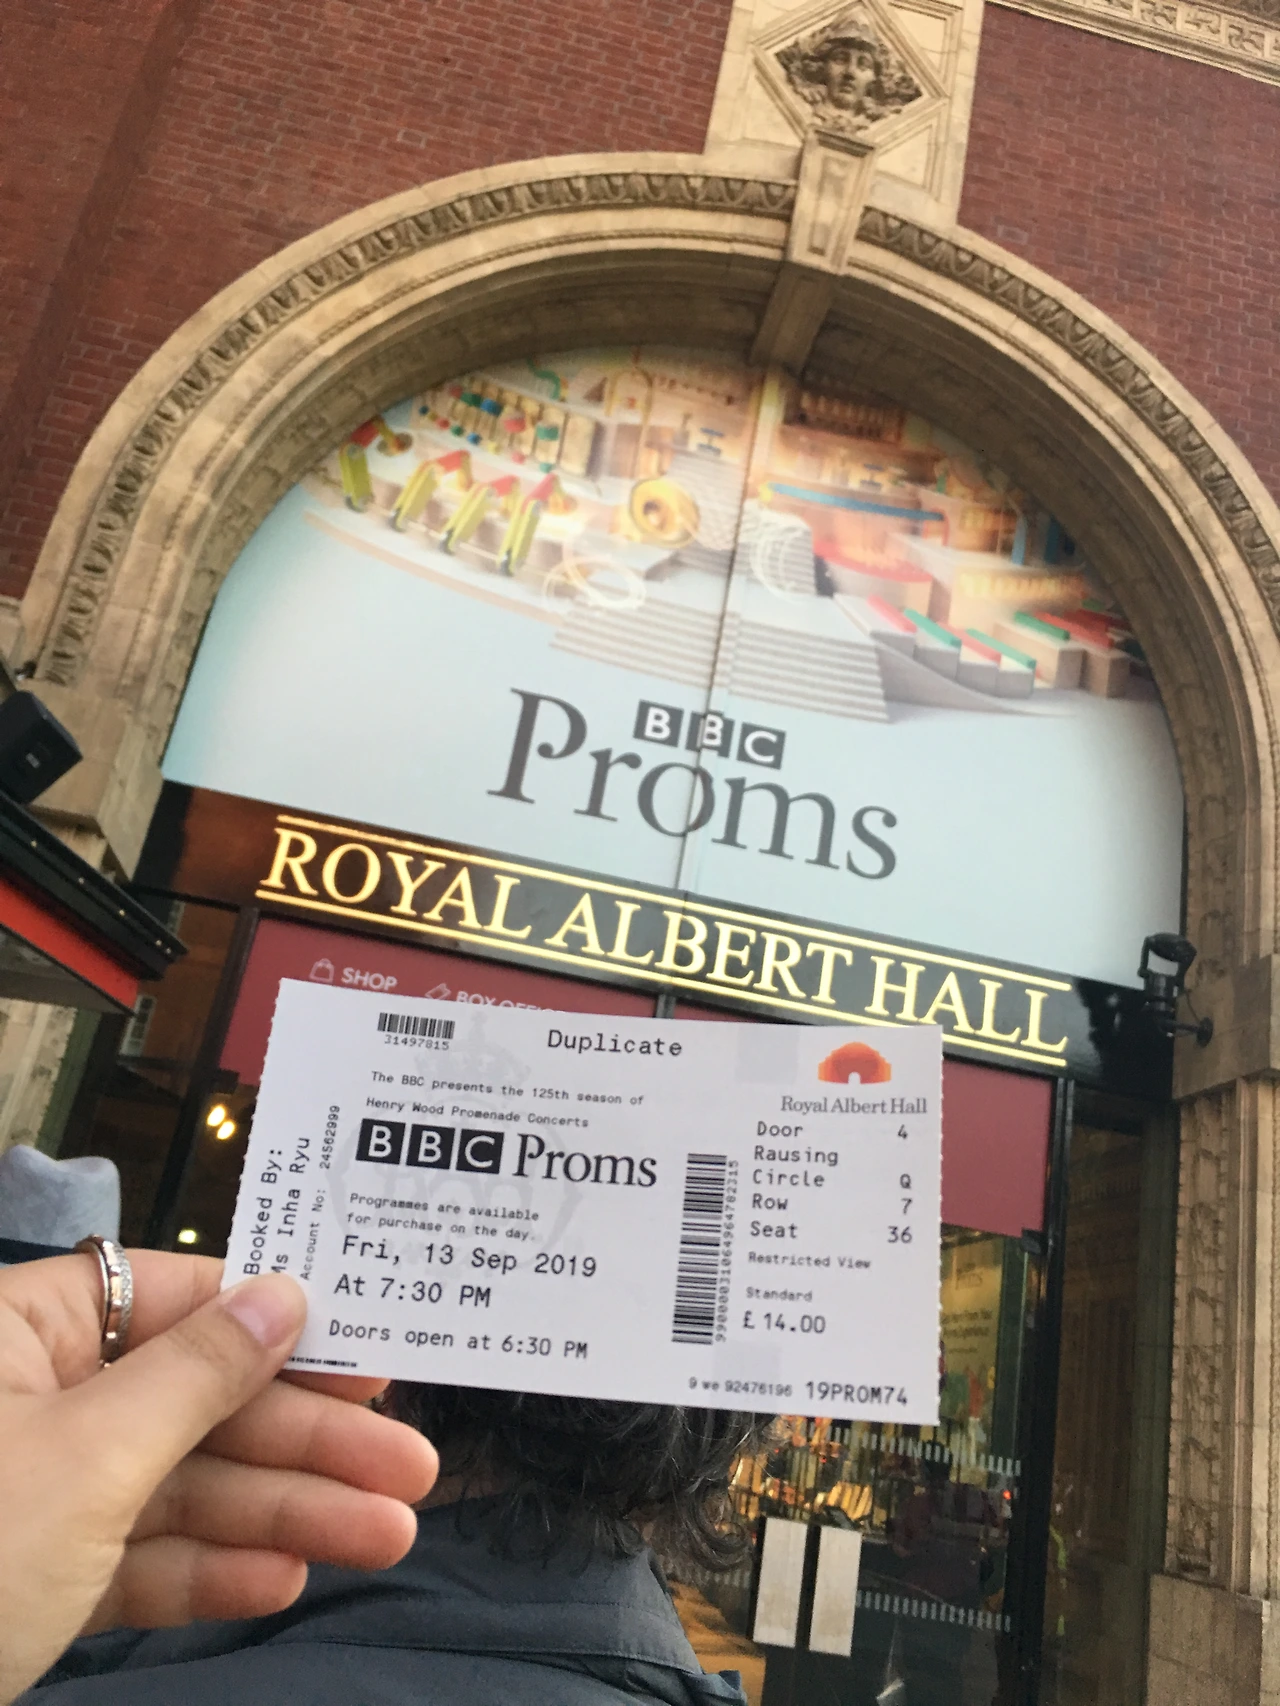 BBC
Proms
ROYAL ALBERT HALL
SHOP
BOX OFFICE
31497815
Duplicate
The BBC presents the 125th season of
Henry Wood Promenade Concerts
BBC Proms
Programmes are available
for purchase on the day.
Fri, 13 Sep 2019
At 7:30 PM
Doors open at 6:30 PM
Booked By:
Ms Inha Ryu
Account No: 24562999
Royal Albert Hall
Door 4
Rausing
Circle Q
Row 7
Seat 36
Restricted View
Standard
£ 14.00
9 we 92476196 19PROM74